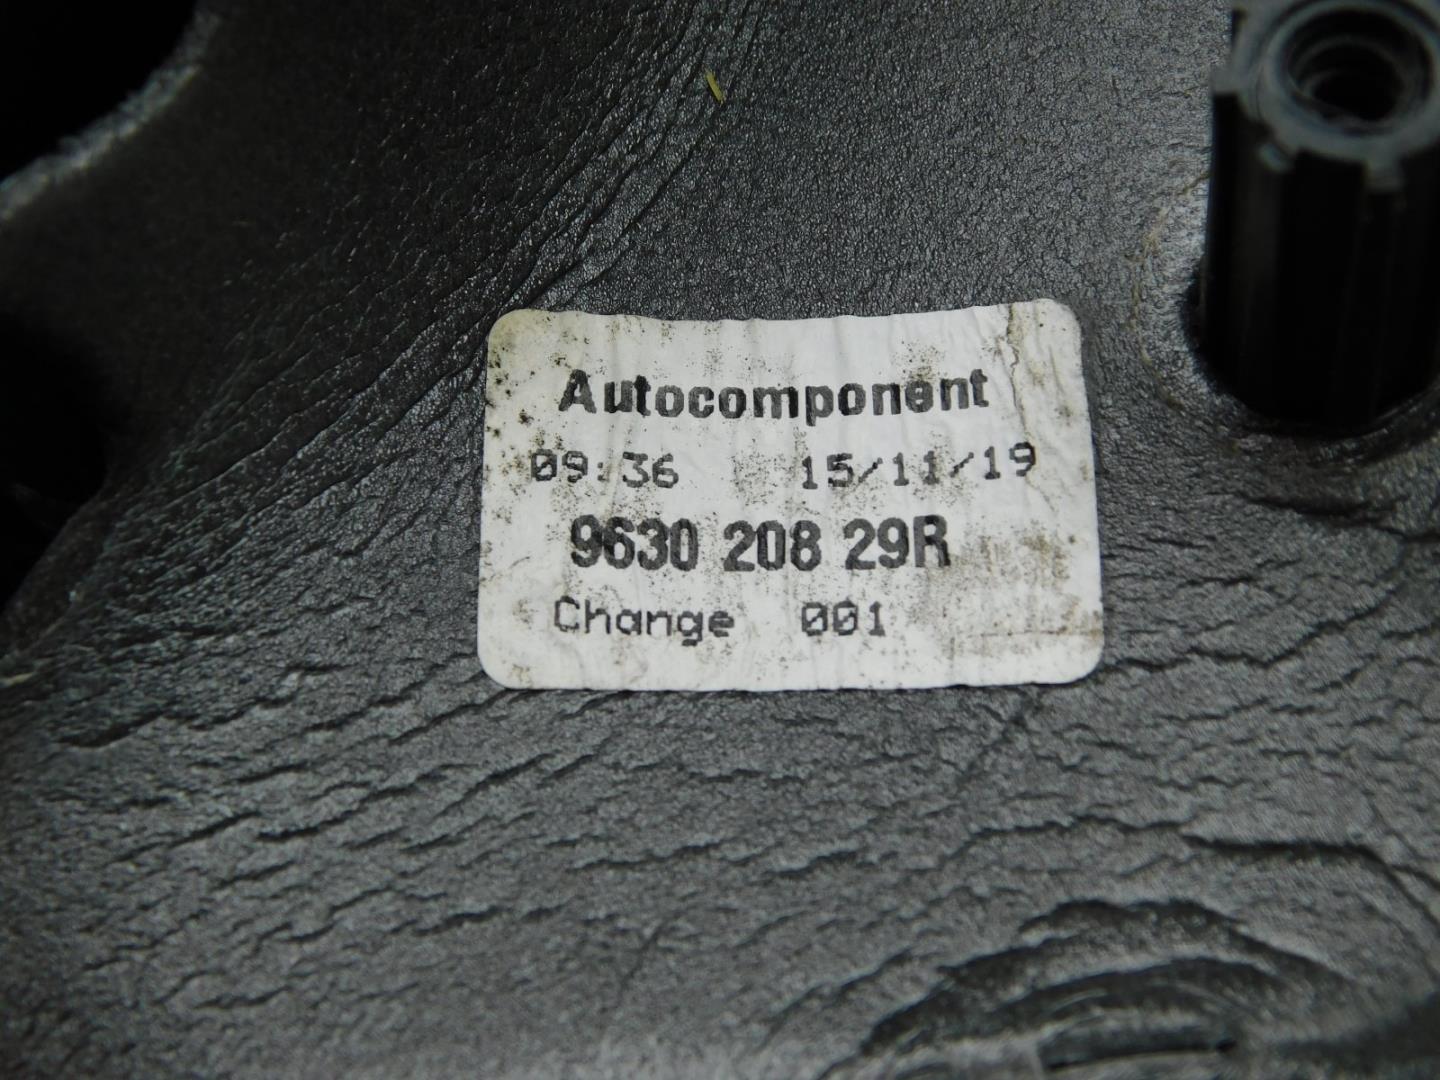 Autocomponent
09:36 15/11/19
9630 208 29R
Change 001